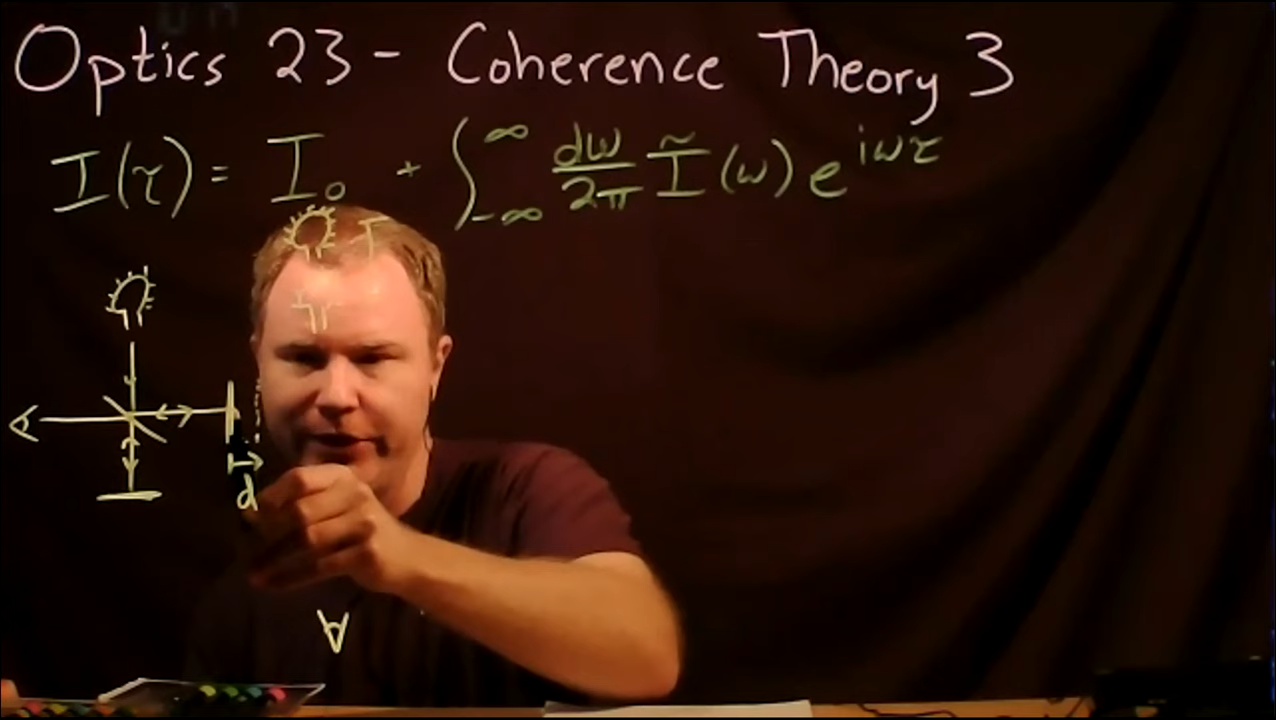 Optics 23 - Coherence Theory 3
I(τ) = I₀ + ∫_{-∞}^{∞} dω/2π Ĩ(ω) e^{iωτ}
d